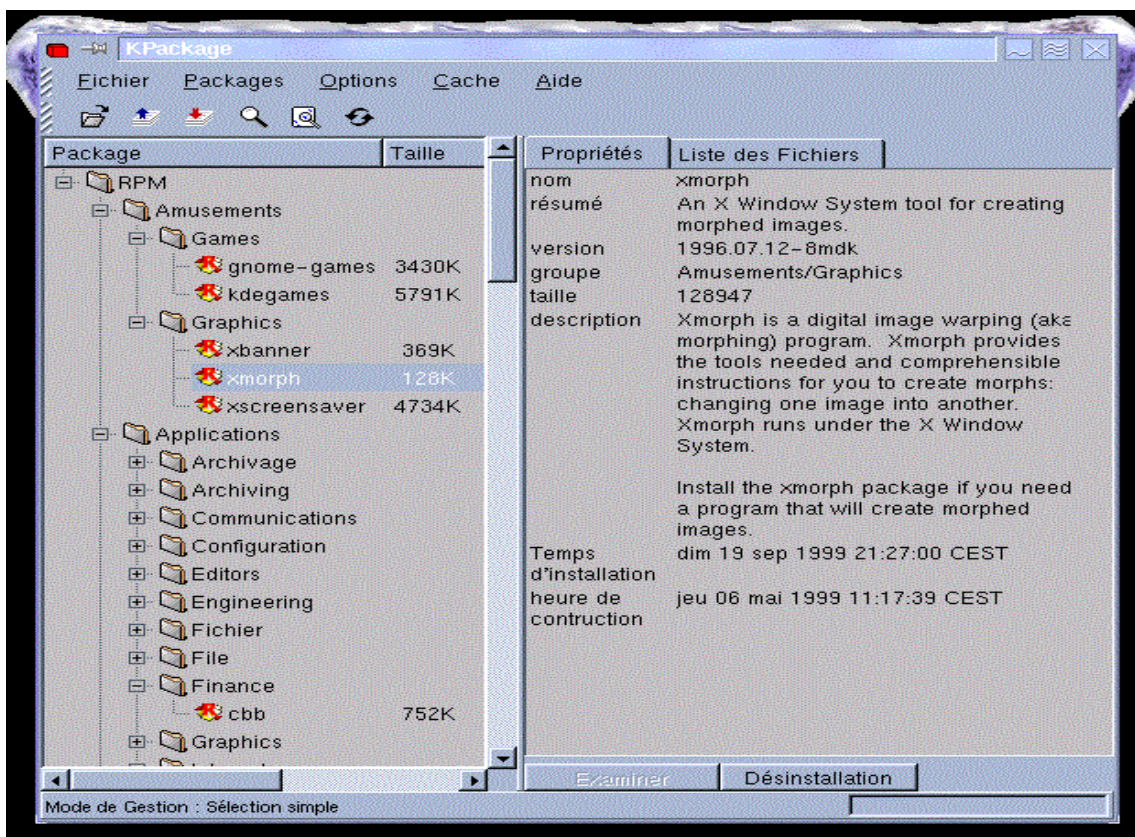 KPackage
Fichier Packages Options Cache Aide
Package Taille
RPM
Amusements
Games
gnome-games 3430K
kdegames 5791K
Graphics
xbanner 369K
xmorph 128K
xscreensaver 4734K
Applications
Archivage
Archiving
Communications
Configuration
Editors
Engineering
Fichier
File
Finance
cbb 752K
Graphics
Propriétés Liste des Fichiers
nom xmorph
résumé An X Window System tool for creating
morphed images.
version 1996.07.12-8mdk
groupe Amusements/Graphics
taille 128947
description Xmorph is a digital image warping (aka
morphing) program. Xmorph provides
the tools needed and comprehensible
instructions for you to create morphs:
changing one image into another.
Xmorph runs under the X Window
System.
Install the xmorph package if you need
a program that will create morphed
images.
Temps dim 19 sep 1999 21:27:00 CEST
d'installation
heure de jeu 06 mai 1999 11:17:39 CEST
contruction
Examiner Désinstallation
Mode de Gestion : Sélection simple